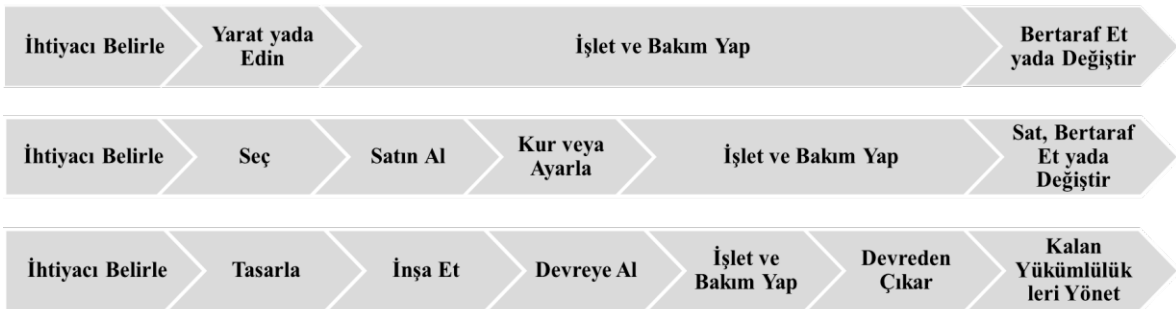 İhtiyacı Belirle
Yarat yada
Edin
İşlet ve Bakım Yap
Bertaraf Et
yada Değiştir
İhtiyacı Belirle
Seç
Satın Al
Kur veya
Ayarla
İşlet ve Bakım Yap
Sat, Bertaraf
Et yada
Değiştir
İhtiyacı Belirle
Tasarla
İnşa Et
Devreye Al
İşlet ve
Bakım Yap
Devreden
Çıkar
Kalan
Yükümlülük
leri Yönet